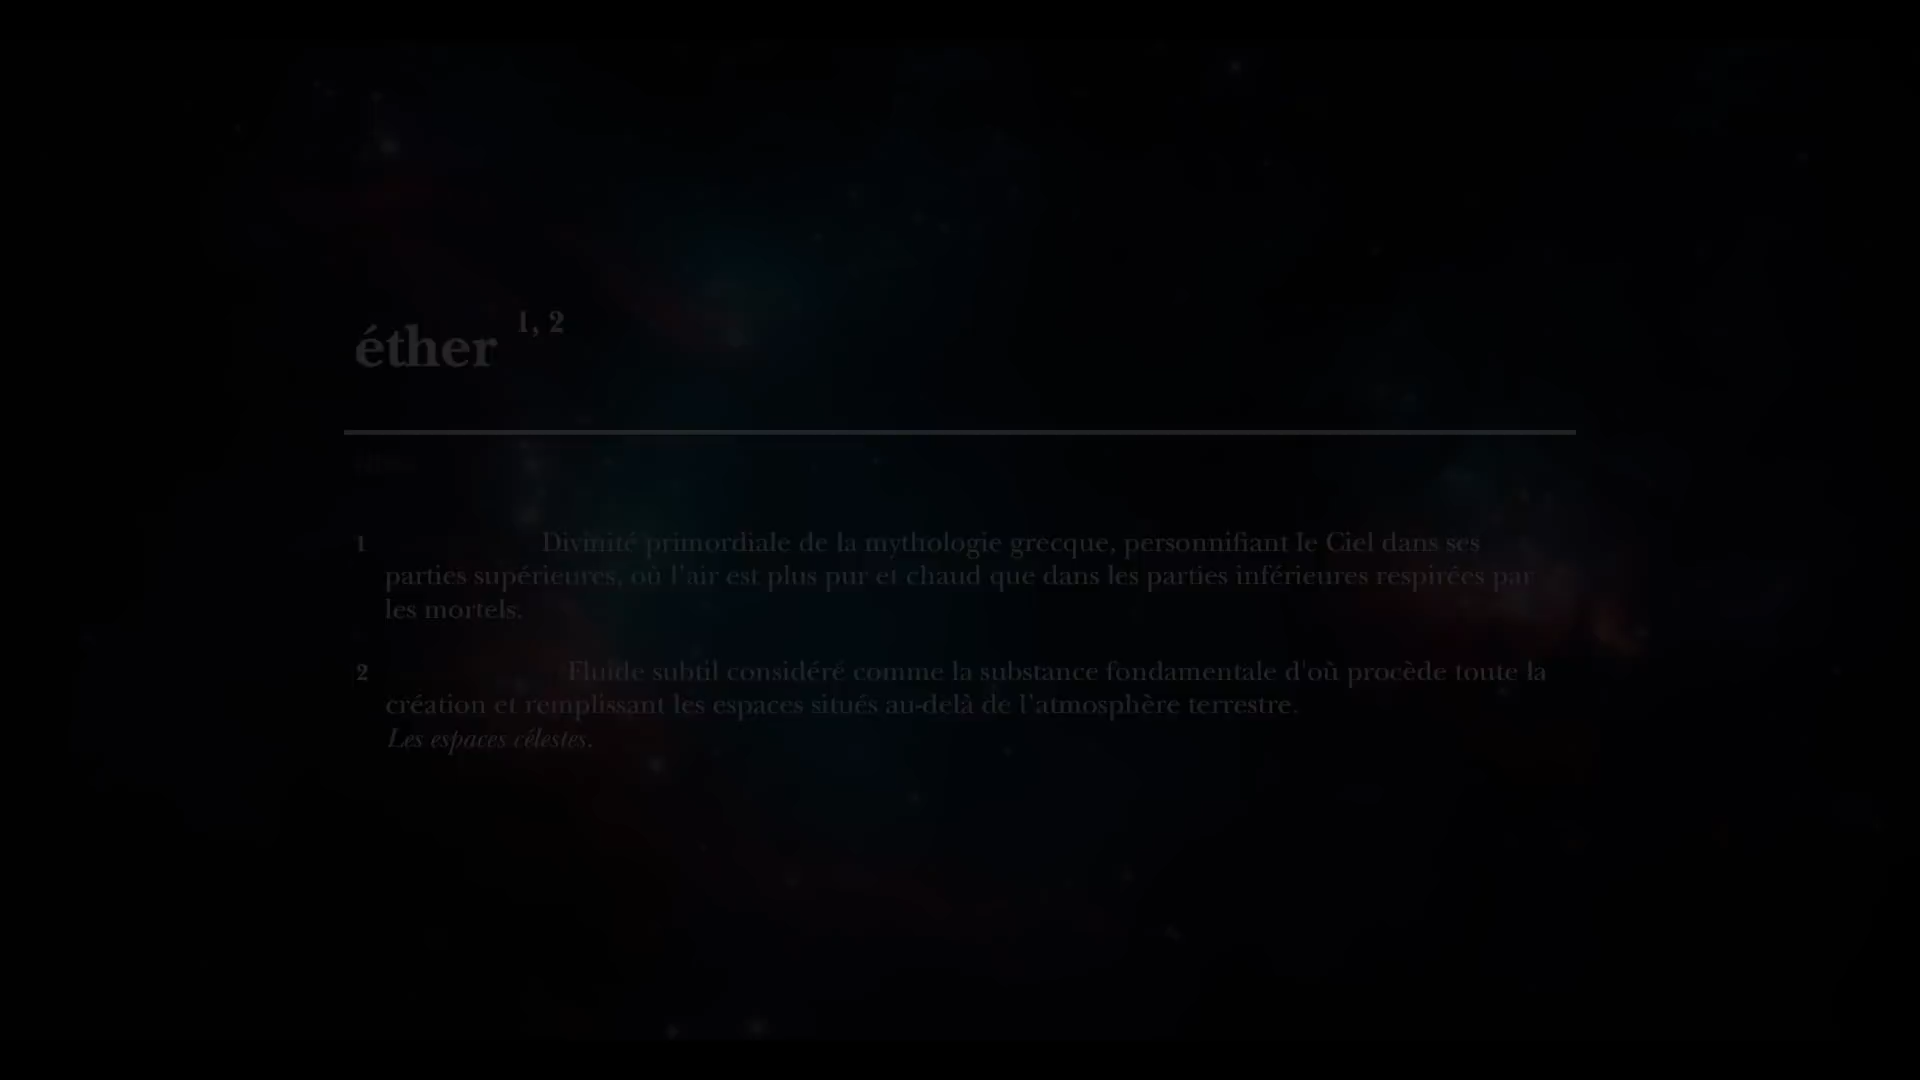 éther 1, 2
1 Divinité primordiale de la mythologie grecque, personnifiant le Ciel dans ses
parties supérieures, où l'air est plus pur et chaud que dans les parties inférieures respirées par
les mortels.
2 Fluide subtil considéré comme la substance fondamentale d'où procède toute la
création et remplissant les espaces situés au-delà de l'atmosphère terrestre.
Les espaces célestes.